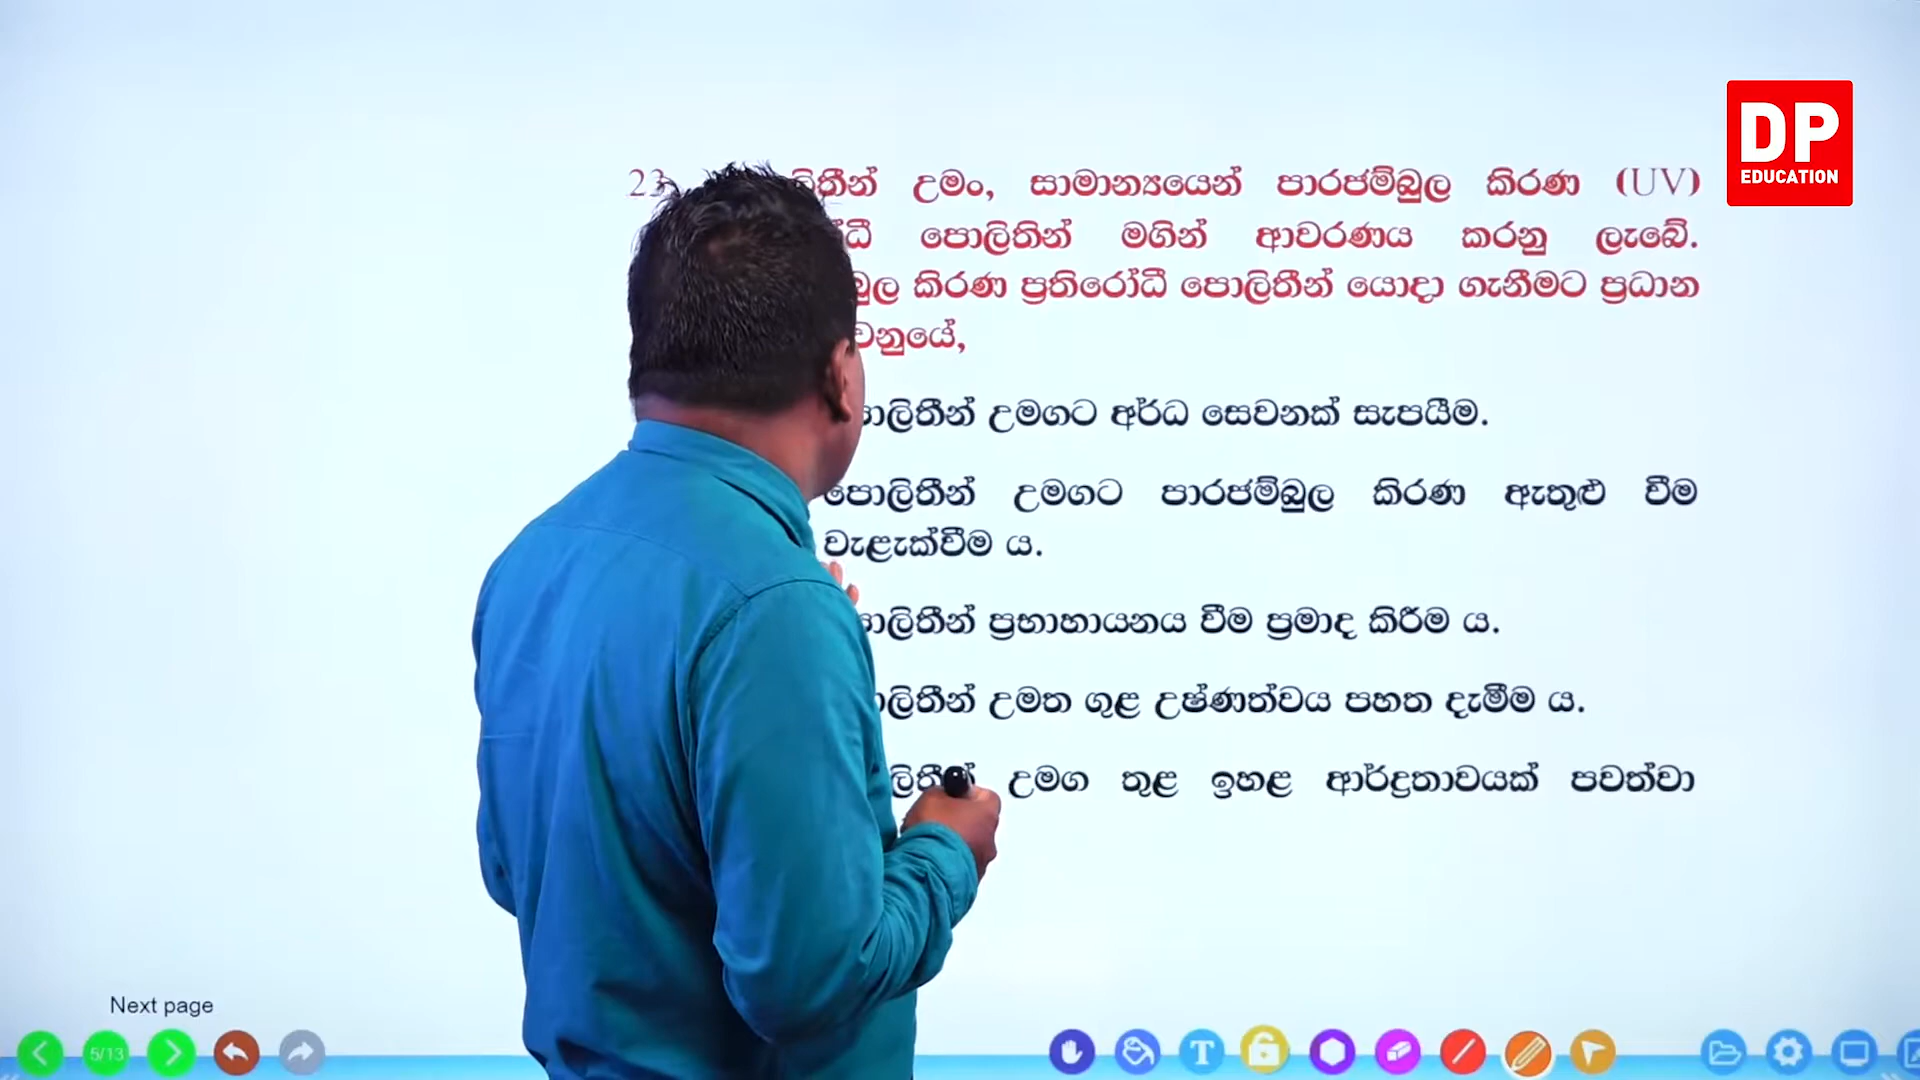 DP
EDUCATION
උමං, සාමාන්‍යයෙන් පාරජම්බුල කිරණ (UV)
පොලිතින් මගින් ආවරණය කරනු ලැබේ.
කිරණ ප්‍රතිරෝධී පොලිතීන් යොදා ගැනීමට ප්‍රධාන
වනුයේ,
උමගට අර්ධ සෙවනක් සැපයීම.
පොලිතීන් උමගට පාරජම්බුල කිරණ ඇතුළු වීම
වැළැක්වීම ය.
ප්‍රභාහායනය වීම ප්‍රමාද කිරීම ය.
උමත ගුළ උෂ්ණත්වය පහත දැමීම ය.
උමග තුළ ඉහළ ආර්ද්‍රතාවයක් පවත්වා
Next page
5/13